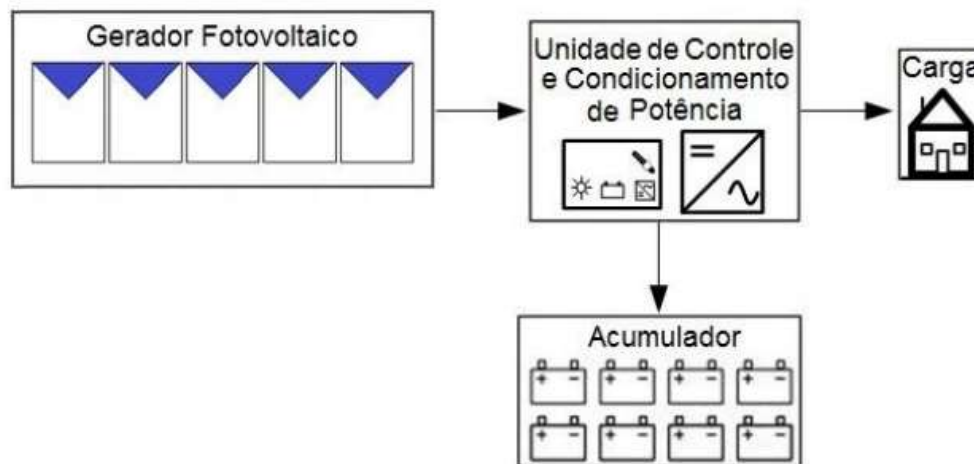 Gerador Fotovoltaico
Unidade de Controle
e Condicionamento
de Potência
Carga
Acumulador
+ - + - + - + -
+ - + - + - + -